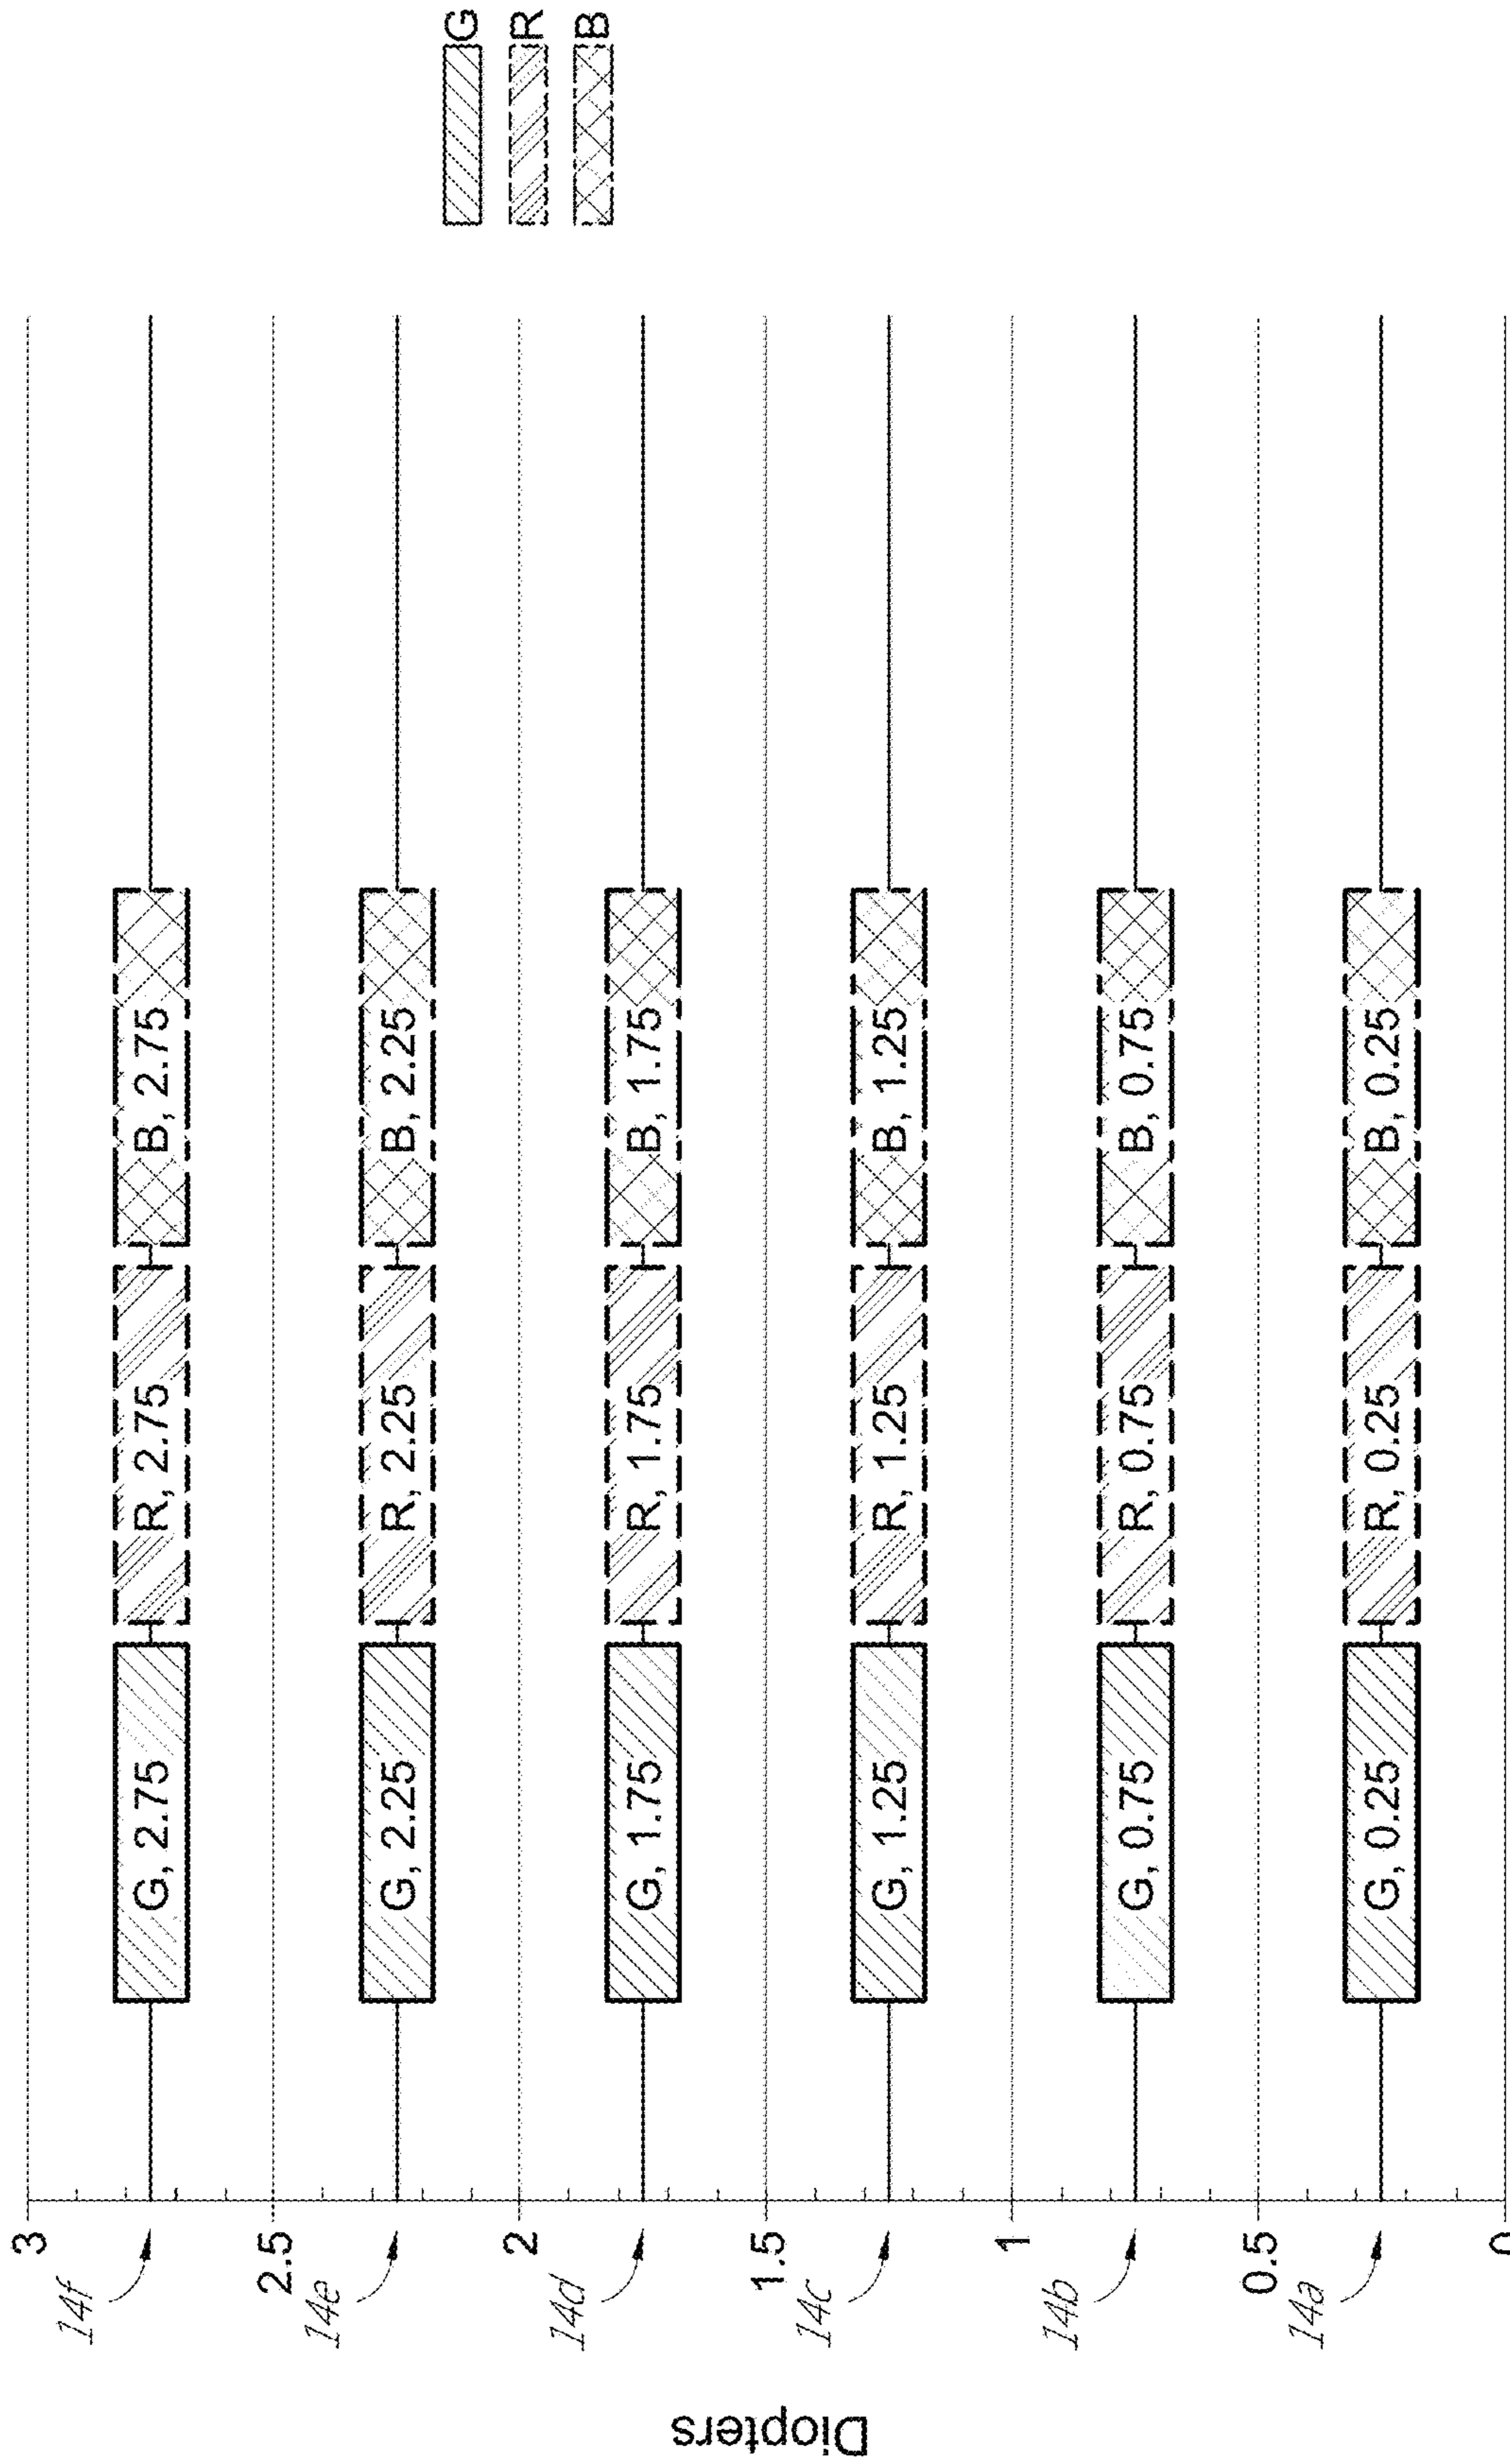 Diopters
3
14f
G, 2.75 R, 2.75 B, 2.75
2.5
14e
G, 2.25 R, 2.25 B, 2.25
2
14d
G, 1.75 R, 1.75 B, 1.75
1.5
14c
G, 1.25 R, 1.25 B, 1.25
1
14b
G, 0.75 R, 0.75 B, 0.75
0.5
14a
G, 0.25 R, 0.25 B, 0.25
0
G
R
B